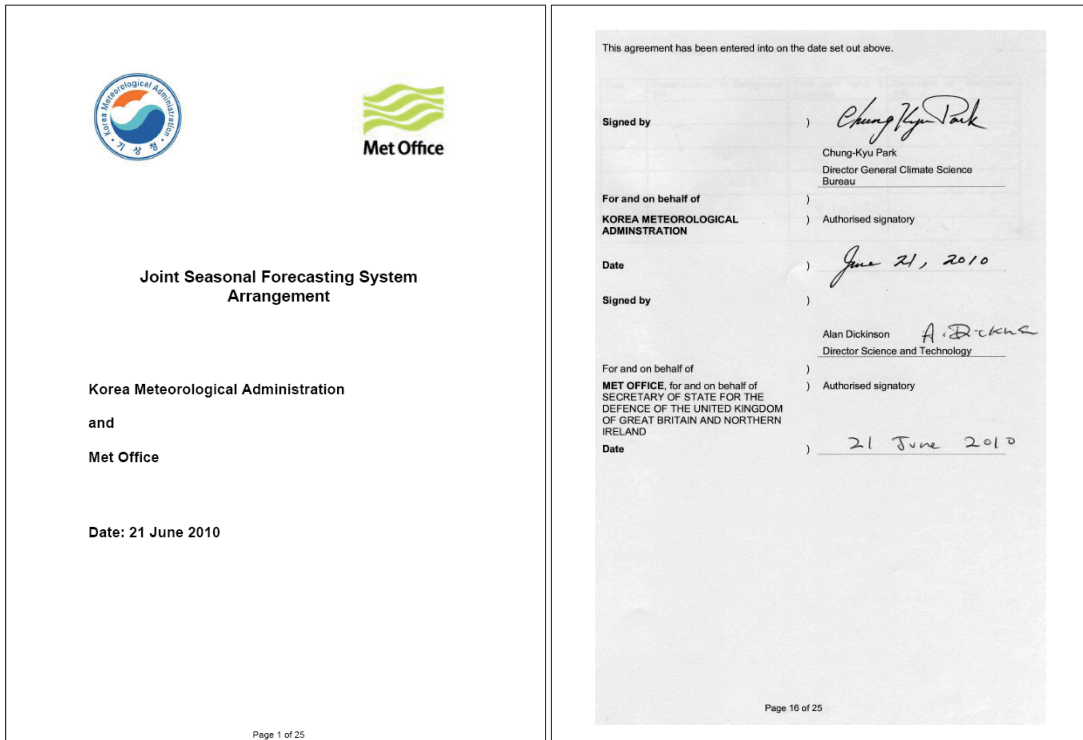 Korea Meteorological Administration
기상청
Met Office
Joint Seasonal Forecasting System
Arrangement
Korea Meteorological Administration
and
Met Office
Date: 21 June 2010
Page 1 of 25
This agreement has been entered into on the date set out above.
Signed by ) Chung Kyu Park
Chung-Kyu Park
Director General Climate Science
Bureau
For and on behalf of )
KOREA METEOROLOGICAL ) Authorised signatory
ADMINSTRATION
Date ) June 21, 2010
Signed by )
Alan Dickinson A. Dickns
Director Science and Technology
For and on behalf of )
MET OFFICE, for and on behalf of ) Authorised signatory
SECRETARY OF STATE FOR THE
DEFENCE OF THE UNITED KINGDOM
OF GREAT BRITAIN AND NORTHERN
IRELAND
Date ) 21 June 2010
Page 16 of 25